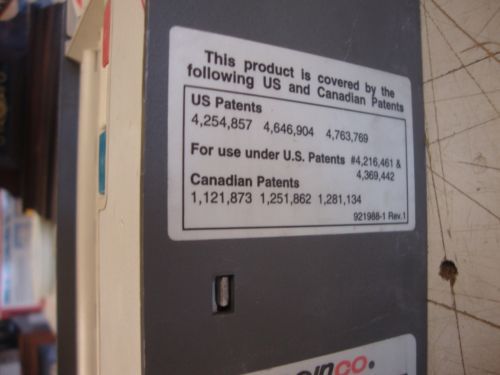 This product is covered by the
following US and Canadian Patents
US Patents
4,254,857 4,646,904 4,763,769
For use under U.S. Patents #4,216,461 &
4,369,442
Canadian Patents
1,121,873 1,251,862 1,281,134
921988-1 Rev.1